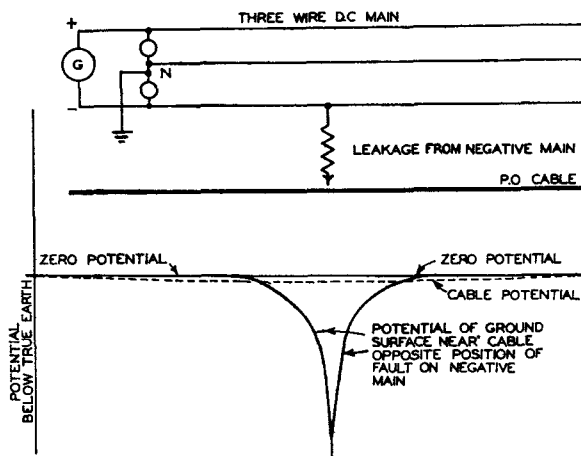 THREE WIRE D.C MAIN
+
G
N
−
LEAKAGE FROM NEGATIVE MAIN
P.O CABLE
ZERO POTENTIAL
ZERO POTENTIAL
CABLE POTENTIAL
POTENTIAL
BELOW TRUE EARTH
POTENTIAL OF GROUND
SURFACE NEAR' CABLE
OPPOSITE POSITION OF
FAULT ON NEGATIVE
MAIN